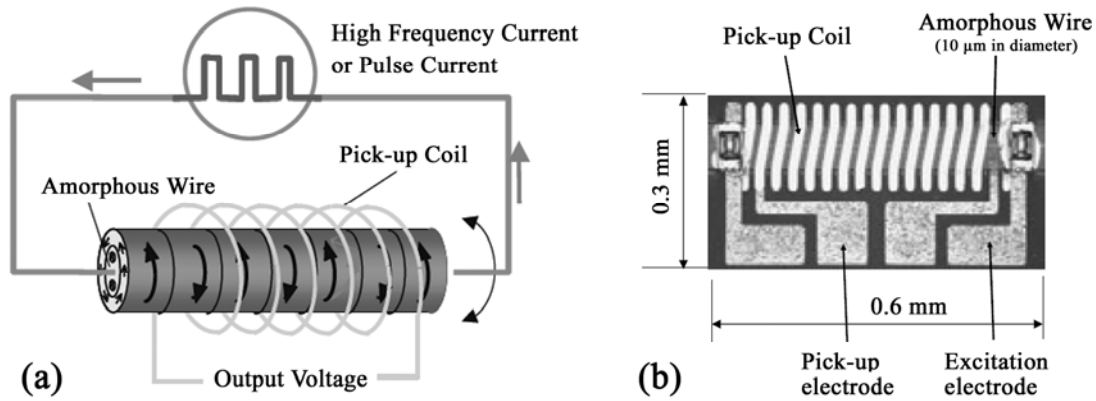 High Frequency Current
or Pulse Current
Pick-up Coil
Amorphous Wire
Output Voltage
(a)
Pick-up Coil
Amorphous Wire
(10 μm in diameter)
0.3 mm
0.6 mm
Pick-up
electrode
Excitation
electrode
(b)